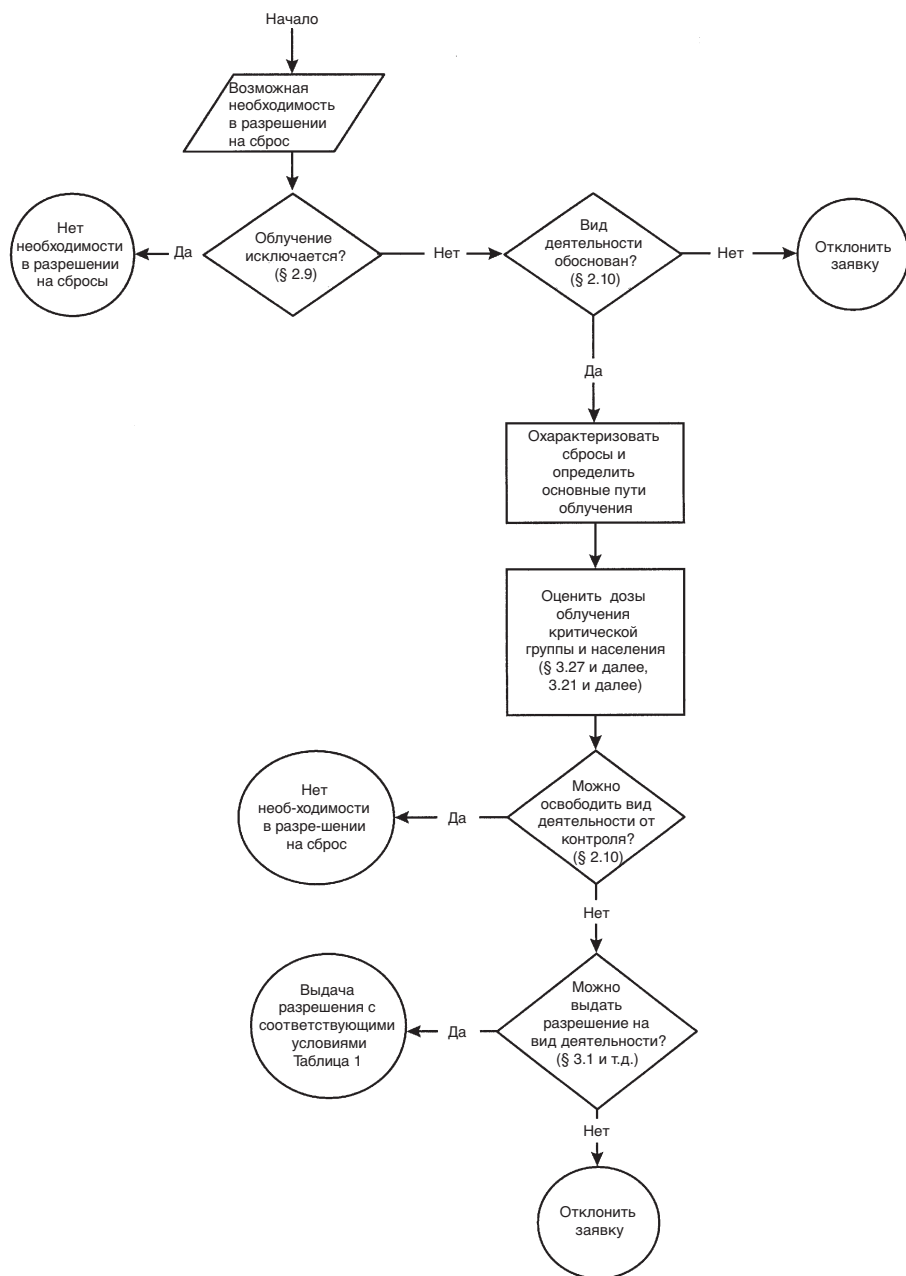 Начало
Возможная
необходимость
в разрешении
на сброс
Нет
необходимости
в разрешении
на сбросы
Да
Облучение
исключается?
(§ 2.9)
Нет
Вид
деятельности
обоснован?
(§ 2.10)
Нет
Отклонить
заявку
Да
Охарактеризовать
сбросы и
определить
основные пути
облучения
Оценить дозы
облучения
критической
группы и населения
(§ 3.27 и далее,
3.21 и далее)
Нет
необ-ходимости
в разре-шении
на сброс
Да
Можно
освободить вид
деятельности от
контроля?
(§ 2.10)
Нет
Выдача
разрешения с
соответствующими
условиями
Таблица 1
Да
Можно
выдать
разрешение на
вид деятельности?
(§ 3.1 и т.д.)
Нет
Отклонить
заявку